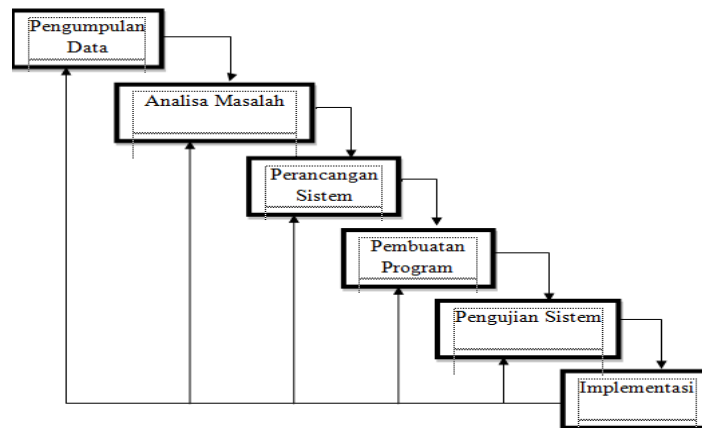 Pengumpulan
Data
Analisa Masalah
Perancangan
Sistem
Pembuatan
Program
Pengujian Sistem
Implementasi